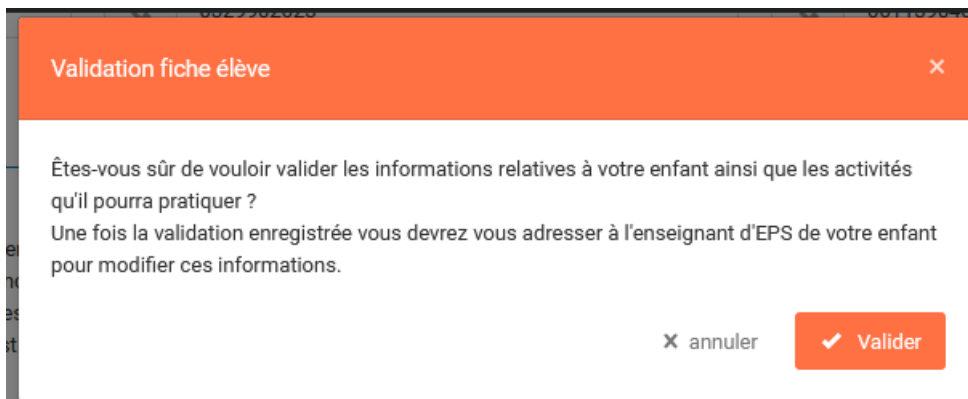 Validation fiche élève ×
Êtes-vous sûr de vouloir valider les informations relatives à votre enfant ainsi que les activités
qu'il pourra pratiquer ?
Une fois la validation enregistrée vous devrez vous adresser à l'enseignant d'EPS de votre enfant
pour modifier ces informations.
× annuler ✔ Valider